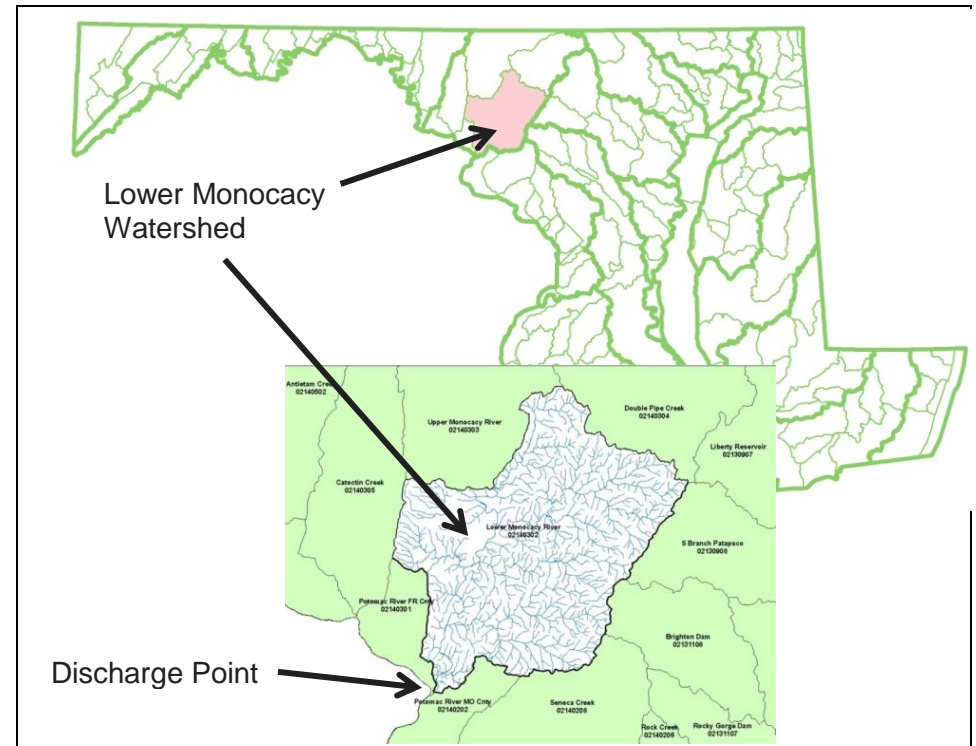 Lower Monocacy
Watershed
Antietam Creek
02140502
Upper Monocacy River
02140303
Double Pipe Creek
02140304
Liberty Reservoir
02130907
Catoctin Creek
02140305
Lower Monocacy River
02140302
S Branch Patapsco
02130908
Potomac River FR Cnty
02140301
Brighton Dam
02131108
Discharge Point
Potomac River MO Cnty
02140202
Seneca Creek
02140208
Rock Creek
02140206
Rocky Gorge Dam
02131107